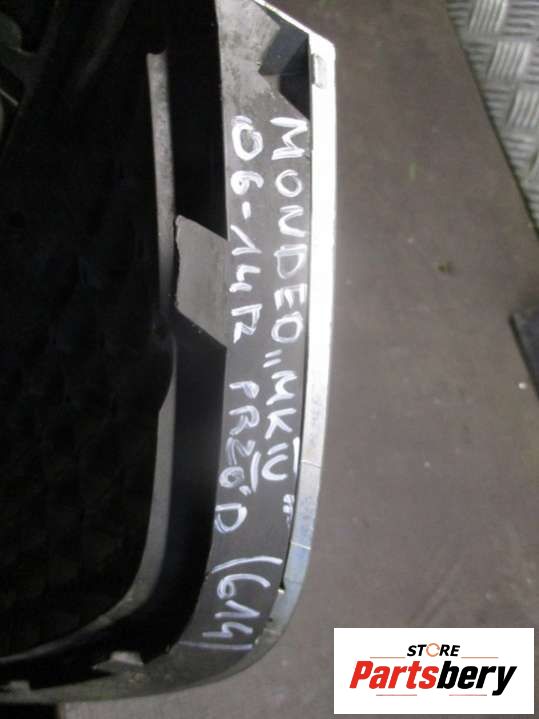 MONDEO „MKIV"
'06-14R PRZÓD (614)
STORE
Partsbery